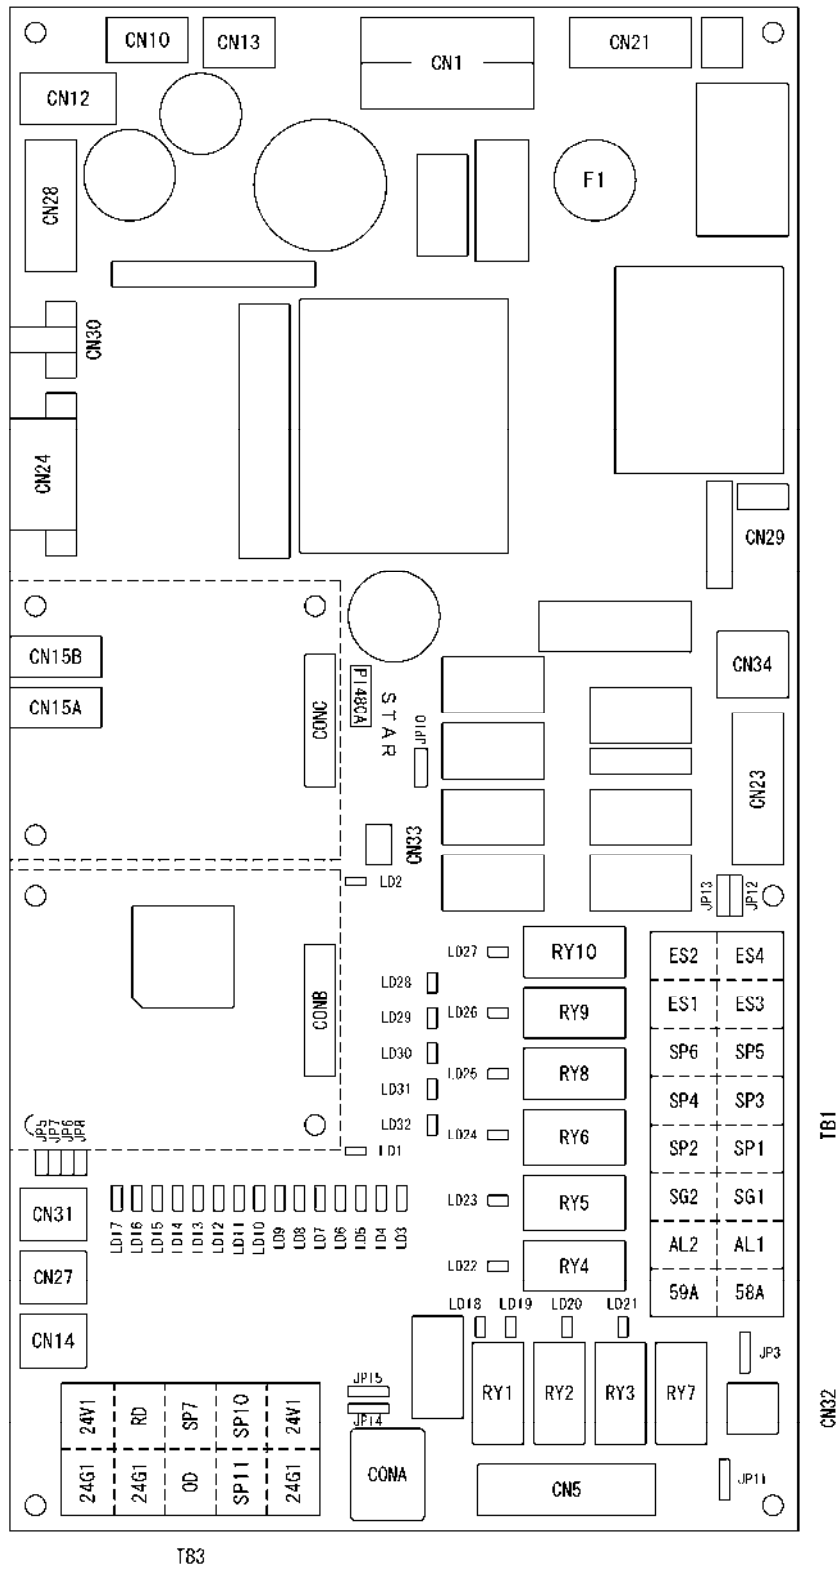 CN10
CN13
CN1
CN21
CN12
CN28
F1
CN30
CN24
CN29
CN15B
CN15A
CONC
P1480A
STAR
JP10
CN34
CN23
CN33
LD2
JP13
JP12
CONB
LD27
RY10
LD28
LD29
LD26
RY9
LD30
LD31
LD25
RY8
LD32
LD24
RY6
LD1
ES2 ES4
ES1 ES3
SP6 SP5
SP4 SP3
SP2 SP1
SG2 SG1
AL2 AL1
59A 58A
TB1
JP5
JP7
JP6
JP8
CN31
CN27
CN14
LD17
LD16
LD15
LD14
LD13
LD12
LD11
LD10
LD9
LD8
LD7
LD6
LD5
LD4
LD3
LD23
RY5
LD22
RY4
LD18 LD19 LD20 LD21
RY1 RY2 RY3 RY7
JP3
CN32
JP15
JP14
CONA
CN5
JP11
24V1 RD SP7 SP10 24V1
24G1 24G1 OD SP11 24G1
TB3